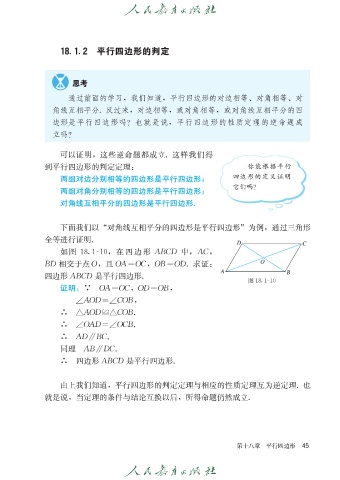 人民教育出版社
18.1.2 平行四边形的判定
思考
通过前面的学习，我们知道，平行四边形的对边相等、对角相等、对
角线互相平分. 反过来，对边相等，或对角相等，或对角线互相平分的四
边形是平行四边形吗？也就是说，平行四边形的性质定理的逆命题成
立吗？
可以证明，这些逆命题都成立. 这样我们得
到平行四边形的判定定理：
两组对边分别相等的四边形是平行四边形；
两组对角分别相等的四边形是平行四边形；
对角线互相平分的四边形是平行四边形.
你能根据平行
四边形的定义证明
它们吗？
下面我们以“对角线互相平分的四边形是平行四边形”为例，通过三角形
全等进行证明.
如图 18.1-10，在四边形 ABCD 中，AC，
BD 相交于点 O，且 OA=OC，OB=OD. 求证：
四边形 ABCD 是平行四边形.
D
C
O
A
B
图 18.1-10
证明：∵ OA=OC，OD=OB，
∠AOD=∠COB，
∴ △AOD≌△COB.
∴ ∠OAD=∠OCB.
∴ AD∥BC.
同理 AB∥DC.
∴ 四边形 ABCD 是平行四边形.
由上我们知道，平行四边形的判定定理与相应的性质定理互为逆定理. 也
就是说，当定理的条件与结论互换以后，所得命题仍然成立.
第十八章 平行四边形 45
人民教育出版社